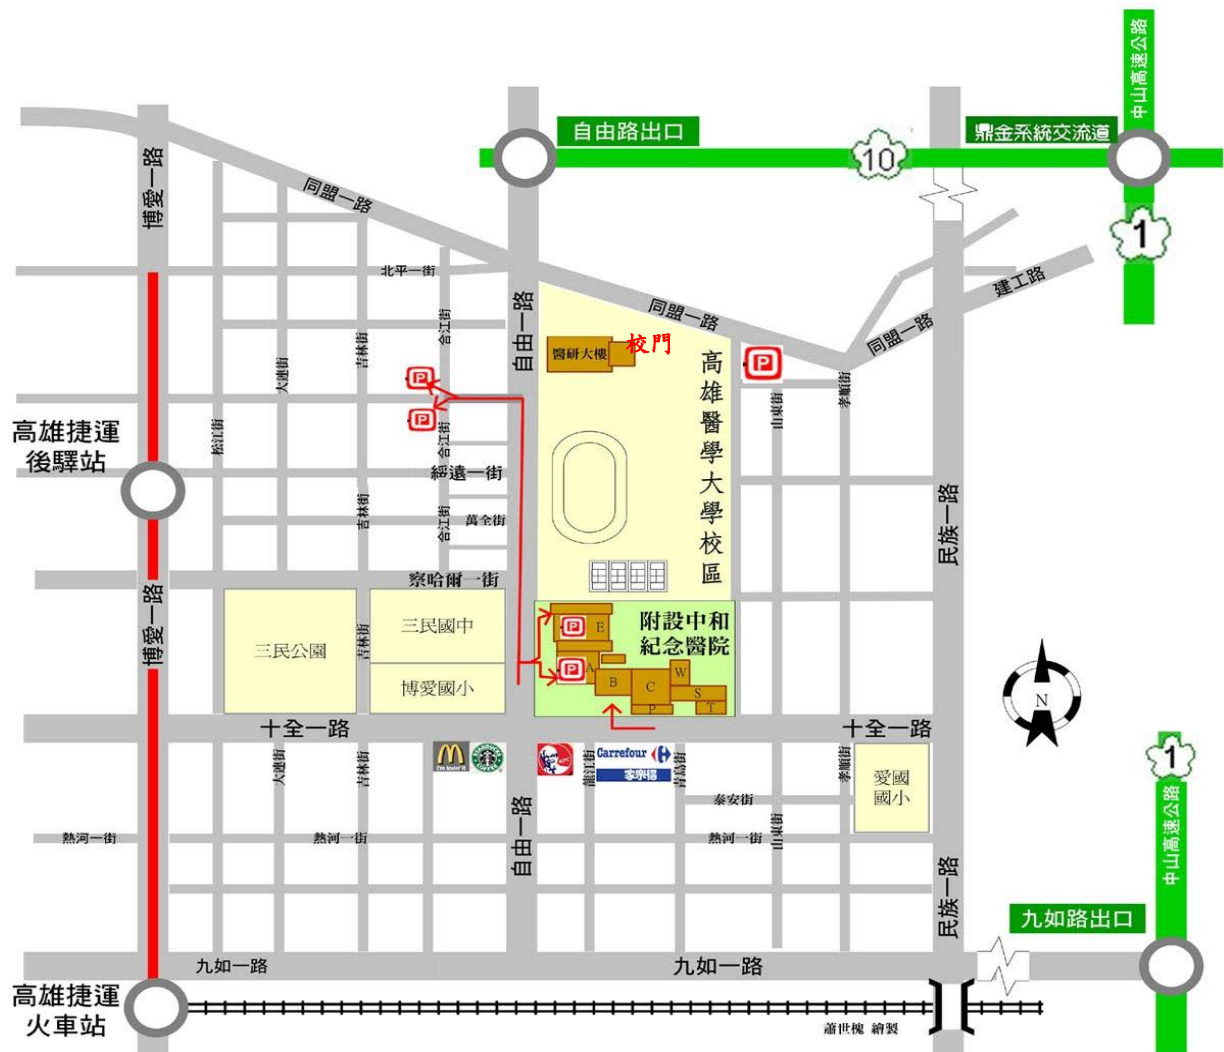 中山高速公路
自由路出口
鼎金系統交流道
10
1
博愛一路
同盟一路
北平一街
自由一路
合江街
吉林街
大連街
松江街
校門
醫研大樓
同盟一路
同盟一路
建工路
P
P
P
高雄醫學大學校區
山東街
孝順街
高雄捷運
後驛站
合江街
綏遠一街
吉林街
合江街
萬全街
民族一路
察哈爾一街
博愛一路
三民公園
吉林街
三民國中
博愛國小
附設中和
紀念醫院
P
E
P
A
B
C
W
S
P
T
N
十全一路
十全一路
大連街
吉林街
M
i'm lovin' it
STARBUCKS
COFFEE
KFC
龍江街
Carrefour
家樂福
青島街
孝順街
愛國
國小
泰安街
山東街
自由一路
熱河一街
熱河一街
熱河一街
1
中山高速公路
民族一路
九如路出口
九如一路
九如一路
高雄捷運
火車站
蕭世槐 繪製